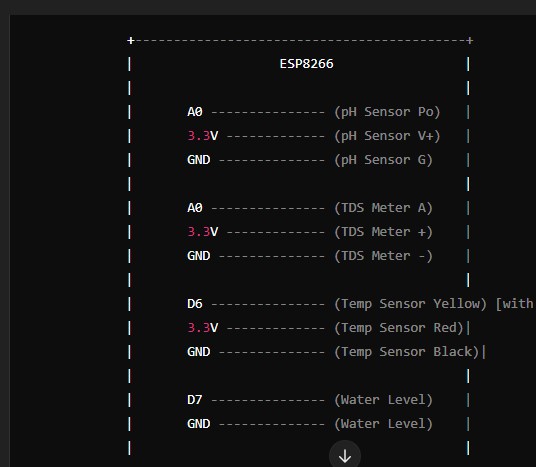 +-------------------------------------------+
| ESP8266 |
| |
| A0 --------------- (pH Sensor Po) |
| 3.3V ------------- (pH Sensor V+) |
| GND -------------- (pH Sensor G) |
| |
| A0 --------------- (TDS Meter A) |
| 3.3V ------------- (TDS Meter +) |
| GND -------------- (TDS Meter -) |
| |
| D6 --------------- (Temp Sensor Yellow) [with
| 3.3V ------------- (Temp Sensor Red)|
| GND -------------- (Temp Sensor Black)|
| |
| D7 --------------- (Water Level) |
| GND -------------- (Water Level) |
| |